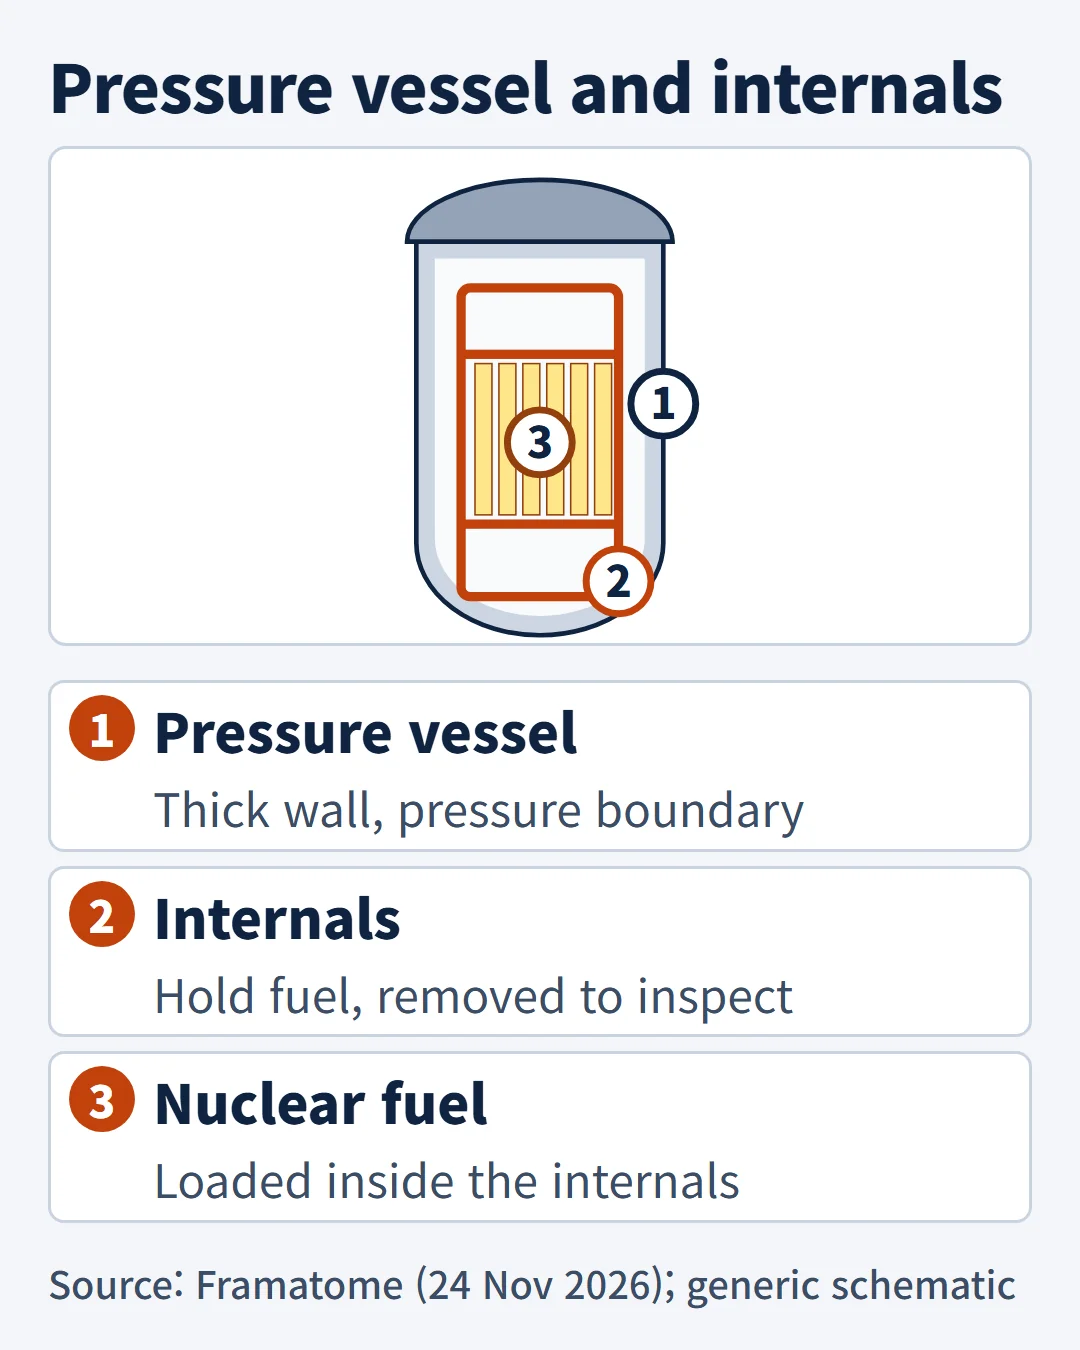 Pressure vessel and internals
1
3
2
1 Pressure vessel
Thick wall, pressure boundary
2 Internals
Hold fuel, removed to inspect
3 Nuclear fuel
Loaded inside the internals
Source: Framatome (24 Nov 2026); generic schematic